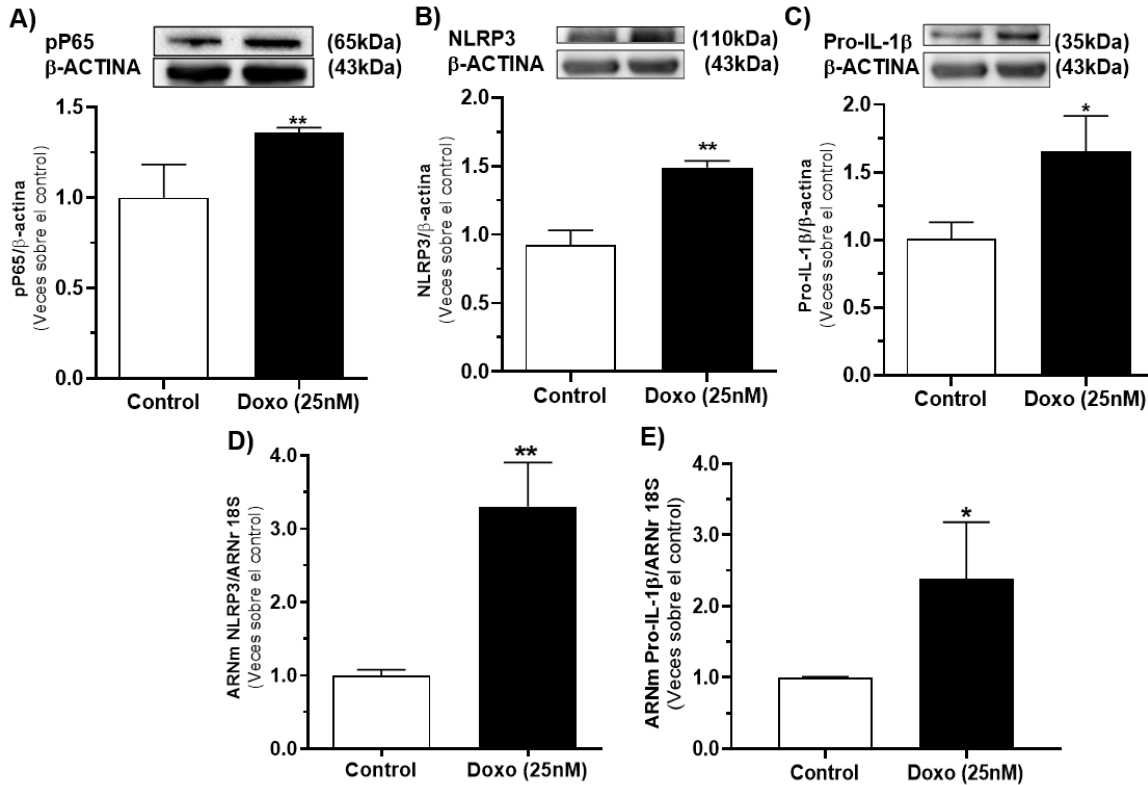 A)
pP65
(65kDa)
β-ACTINA
(43kDa)
pP65/β-actina
(Veces sobre el control)
1.5
1.0
0.5
0.0
**
Control
Doxo (25nM)
B)
NLRP3
(110kDa)
β-ACTINA
(43kDa)
NLRP3/β-actina
(Veces sobre el control)
2.0
1.5
1.0
0.5
0.0
**
Control
Doxo (25nM)
C)
Pro-IL-1β
(35kDa)
β-ACTINA
(43kDa)
Pro-IL-1β/β-actina
(Veces sobre el control)
2.0
1.5
1.0
0.5
0.0
*
Control
Doxo (25nM)
D)
ARNm NLRP3/ARNr 18S
(Veces sobre el control)
4.0
3.0
2.0
1.0
0.0
**
Control
Doxo (25nM)
E)
ARNm Pro-IL-1β/ARNr 18S
(Veces sobre el control)
4.0
3.0
2.0
1.0
0.0
*
Control
Doxo (25nM)